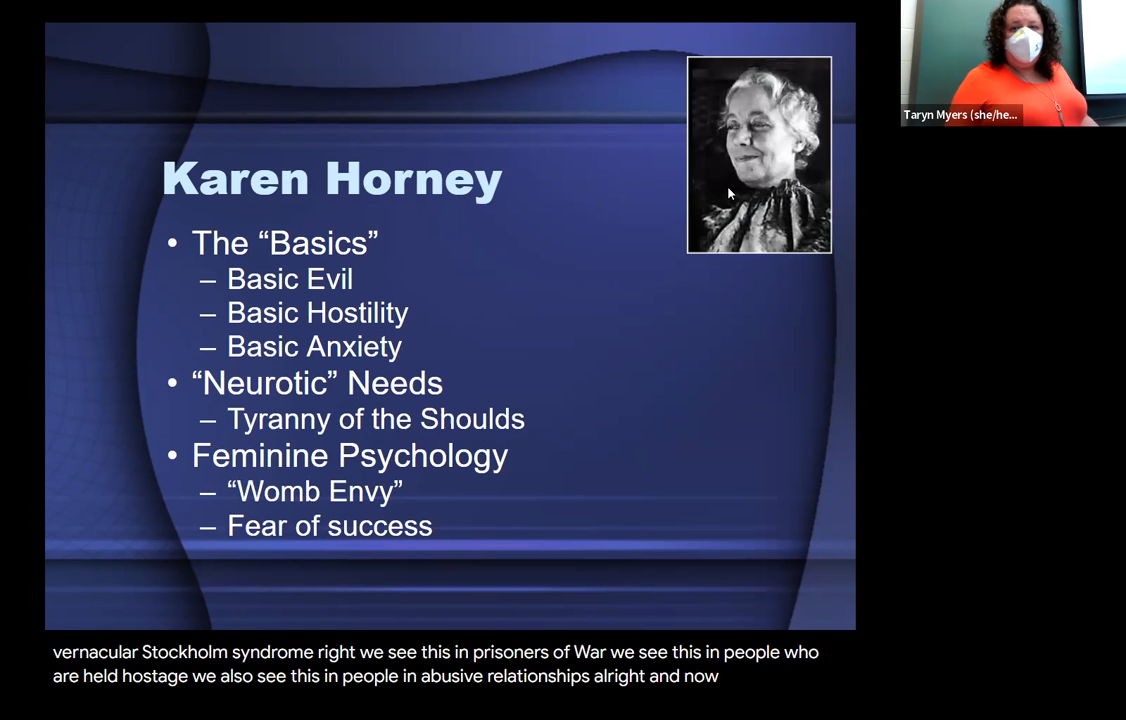 Taryn Myers (she/he...
Karen Horney
• The “Basics”
– Basic Evil
– Basic Hostility
– Basic Anxiety
• “Neurotic” Needs
– Tyranny of the Shoulds
• Feminine Psychology
– “Womb Envy”
– Fear of success
vernacular Stockholm syndrome right we see this in prisoners of War we see this in people who
are held hostage we also see this in people in abusive relationships alright and now